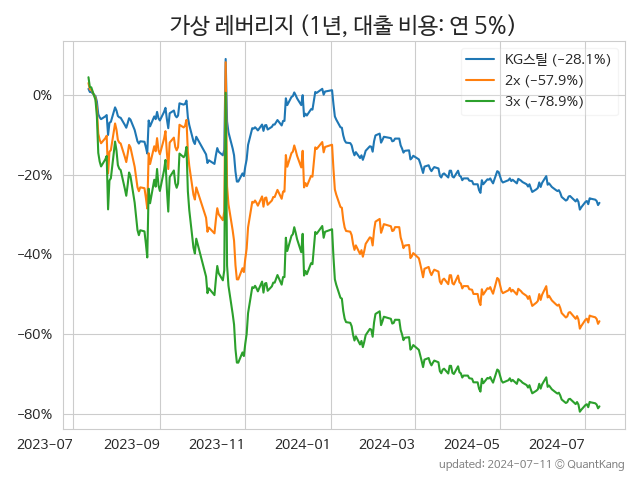 가상 레버리지 (1년, 대출 비용: 연 5%)
KG스틸 (−28.1%)
2x (−57.9%)
3x (−78.9%)
0%
−20%
−40%
−60%
−80%
2023−07 2023−09 2023−11 2024−01 2024−03 2024−05 2024−07
updated: 2024−07−11 © QuantKang